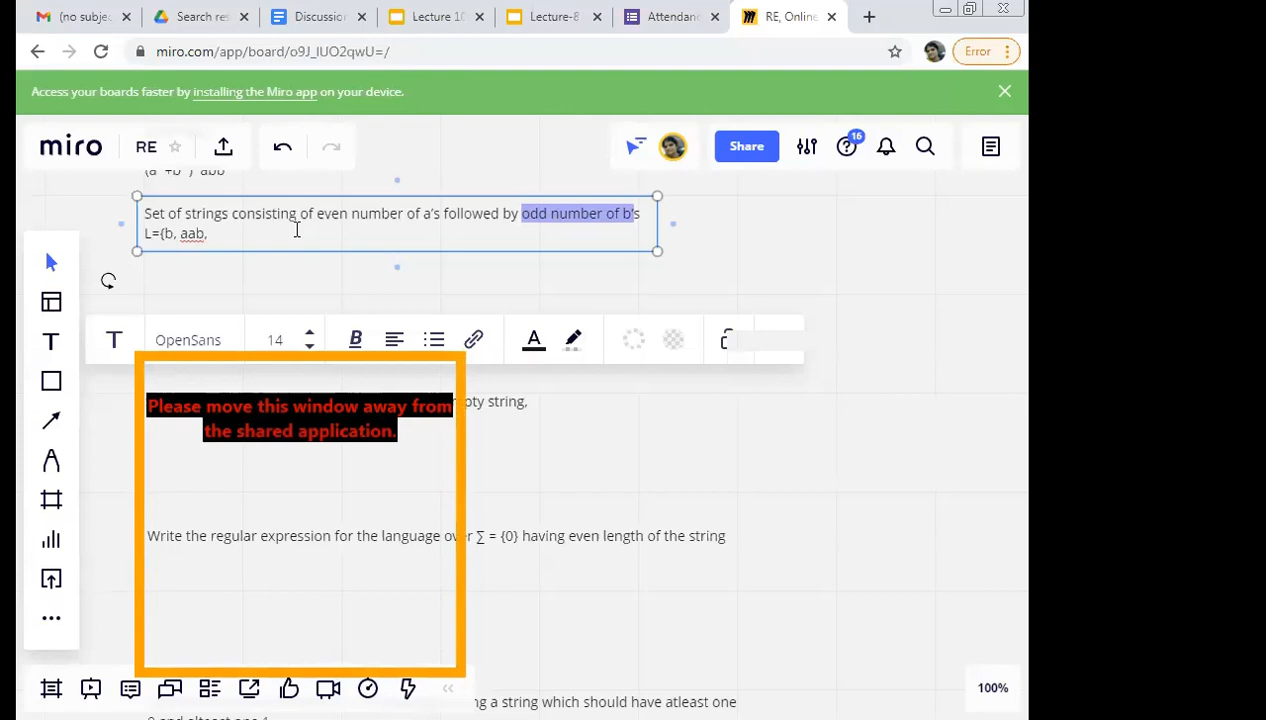 (no subje
Search re
Discussion
Lecture 10
Lecture-8
Attendan
RE, Online
miro.com/app/board/o9J_lUO2qwU=/
Error
Access your boards faster by installing the Miro app on your device.
miro
RE
16
Share
(a +b ) abb
Set of strings consisting of even number of a's followed by odd number of b's
L={b, aab,
OpenSans
14
Please move this window away from
the shared application.
string,
Write the regular expression for the language over ∑ = {0} having even length of the string
a string which should have atleast one
100%